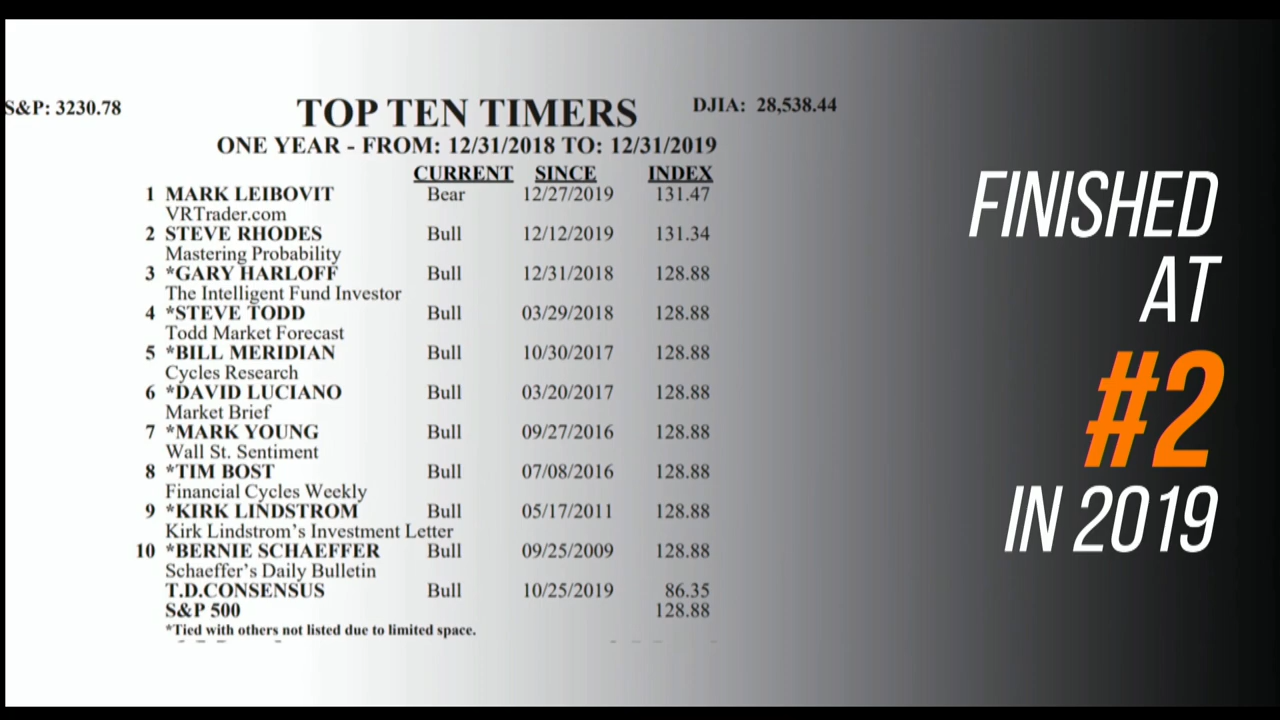 S&P: 3230.78 TOP TEN TIMERS DJIA: 28,538.44
ONE YEAR - FROM: 12/31/2018 TO: 12/31/2019
CURRENT SINCE INDEX
1 MARK LEIBOVIT Bear 12/27/2019 131.47
VRTrader.com
2 STEVE RHODES Bull 12/12/2019 131.34
Mastering Probability
3 *GARY HARLOFF Bull 12/31/2018 128.88
The Intelligent Fund Investor
4 *STEVE TODD Bull 03/29/2018 128.88
Todd Market Forecast
5 *BILL MERIDIAN Bull 10/30/2017 128.88
Cycles Research
6 *DAVID LUCIANO Bull 03/20/2017 128.88
Market Brief
7 *MARK YOUNG Bull 09/27/2016 128.88
Wall St. Sentiment
8 *TIM BOST Bull 07/08/2016 128.88
Financial Cycles Weekly
9 *KIRK LINDSTROM Bull 05/17/2011 128.88
Kirk Lindstrom's Investment Letter
10 *BERNIE SCHAEFFER Bull 09/25/2009 128.88
Schaeffer's Daily Bulletin
T.D.CONSENSUS Bull 10/25/2019 86.35
S&P 500 128.88
*Tied with others not listed due to limited space.
FINISHED
AT
#2
IN 2019